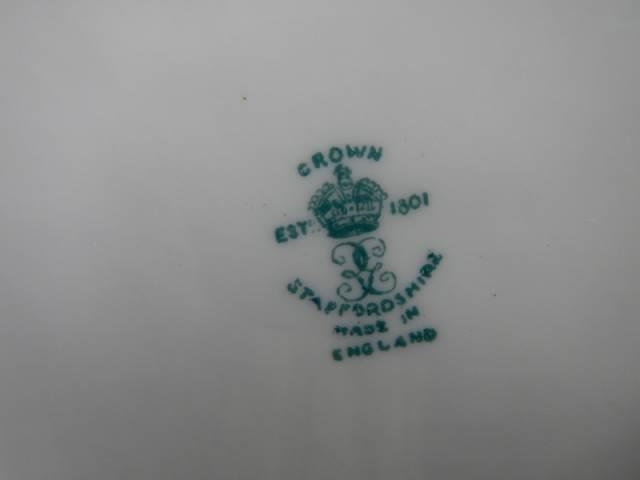 CROWN
EST. 1801
STAFFORDSHIRE
MADE IN
ENGLAND